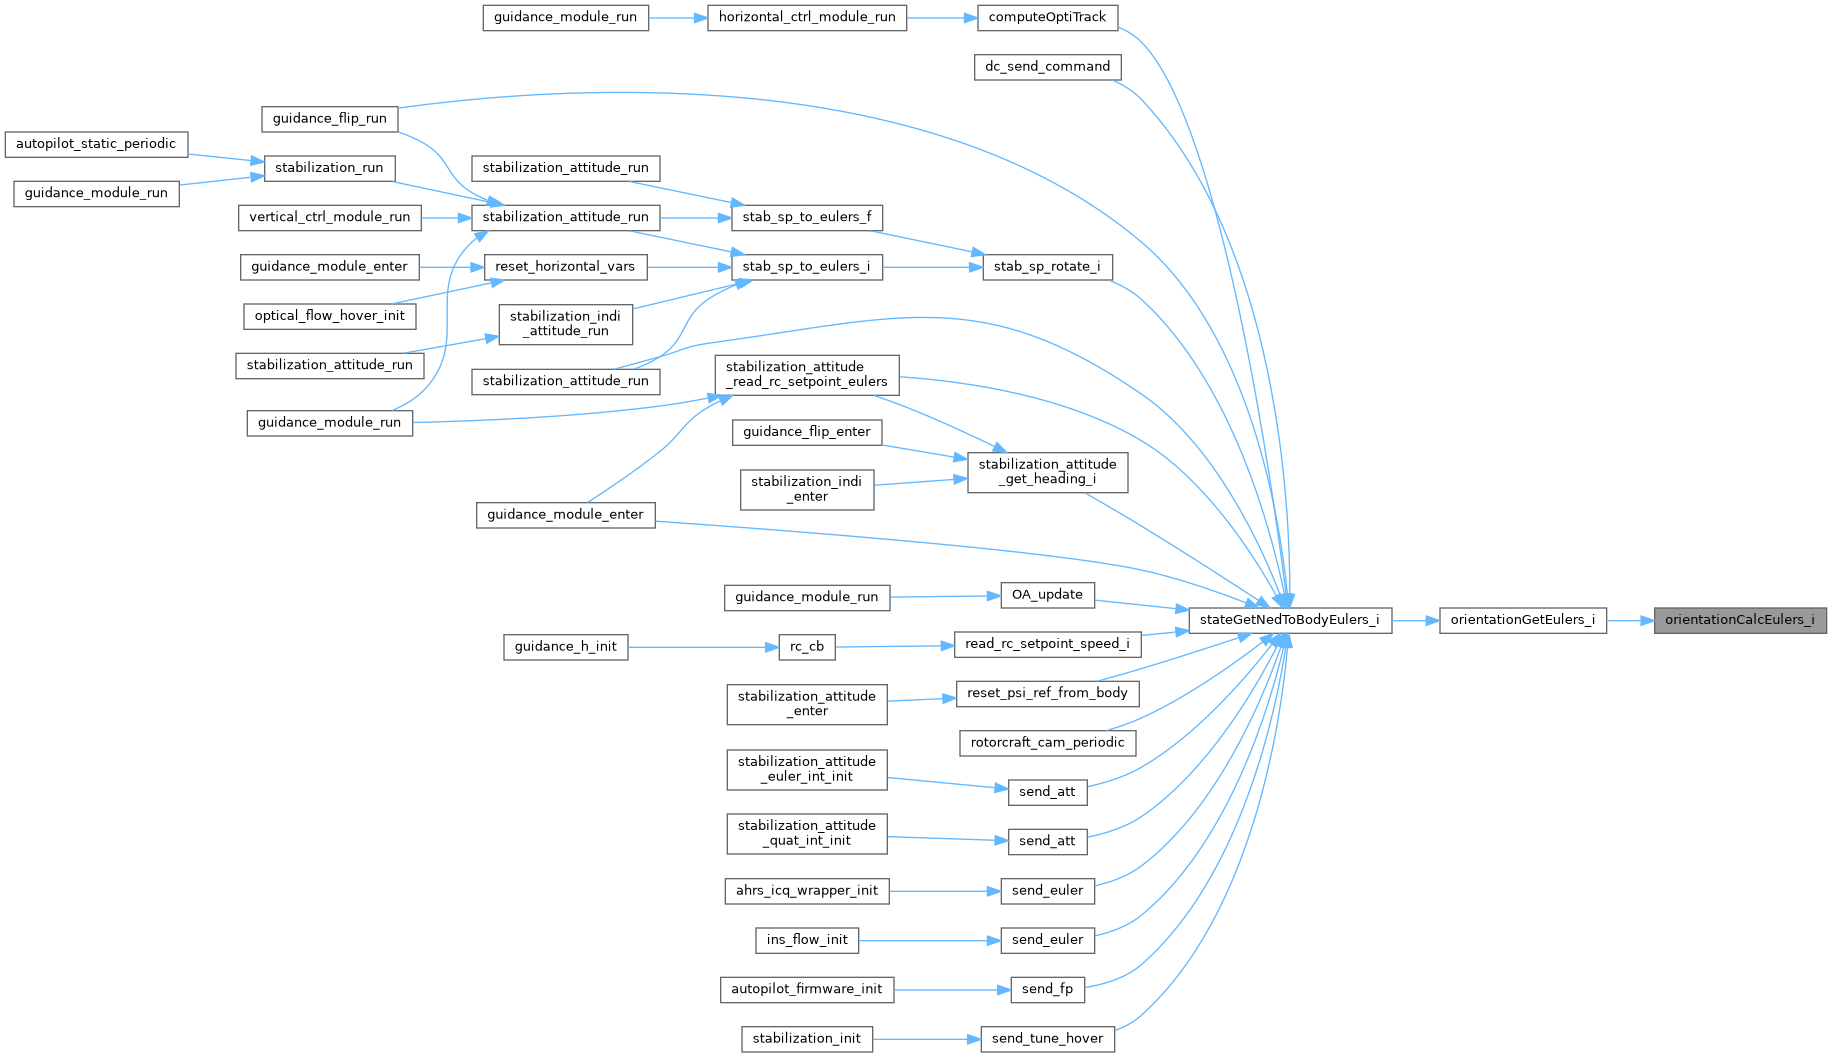 guidance_module_run
horizontal_ctrl_module_run
computeOptiTrack
dc_send_command
guidance_flip_run
autopilot_static_periodic
stabilization_run
stabilization_attitude_run
guidance_module_run
vertical_ctrl_module_run
stabilization_attitude_run
stab_sp_to_eulers_f
guidance_module_enter
reset_horizontal_vars
stab_sp_to_eulers_i
stab_sp_rotate_i
optical_flow_hover_init
stabilization_indi
_attitude_run
stabilization_attitude_run
stabilization_attitude_run
stabilization_attitude
_read_rc_setpoint_eulers
guidance_module_run
guidance_flip_enter
stabilization_attitude
_get_heading_i
stabilization_indi
_enter
guidance_module_enter
guidance_module_run
OA_update
stateGetNedToBodyEulers_i
orientationGetEulers_i
orientationCalcEulers_i
guidance_h_init
rc_cb
read_rc_setpoint_speed_i
stabilization_attitude
_enter
reset_psi_ref_from_body
rotorcraft_cam_periodic
stabilization_attitude
_euler_int_init
send_att
stabilization_attitude
_quat_int_init
send_att
ahrs_icq_wrapper_init
send_euler
ins_flow_init
send_euler
autopilot_firmware_init
send_fp
stabilization_init
send_tune_hover